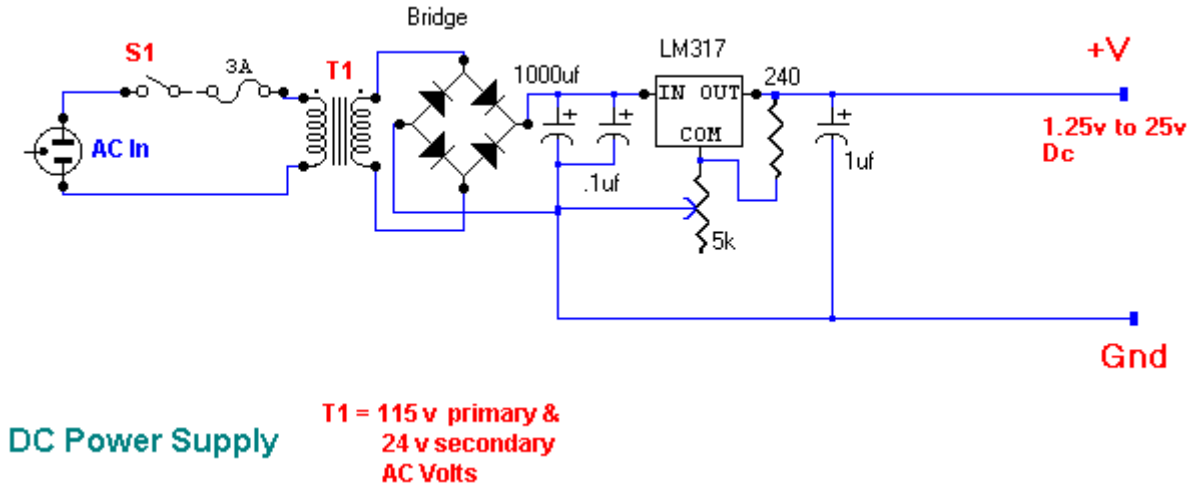 Bridge
S1
3A
T1
AC In
1000uf
.1uf
LM317
IN OUT
COM
240
5k
1uf
+V
1.25v to 25v
Dc
Gnd
DC Power Supply
T1 = 115 v primary &
24 v secondary
AC Volts